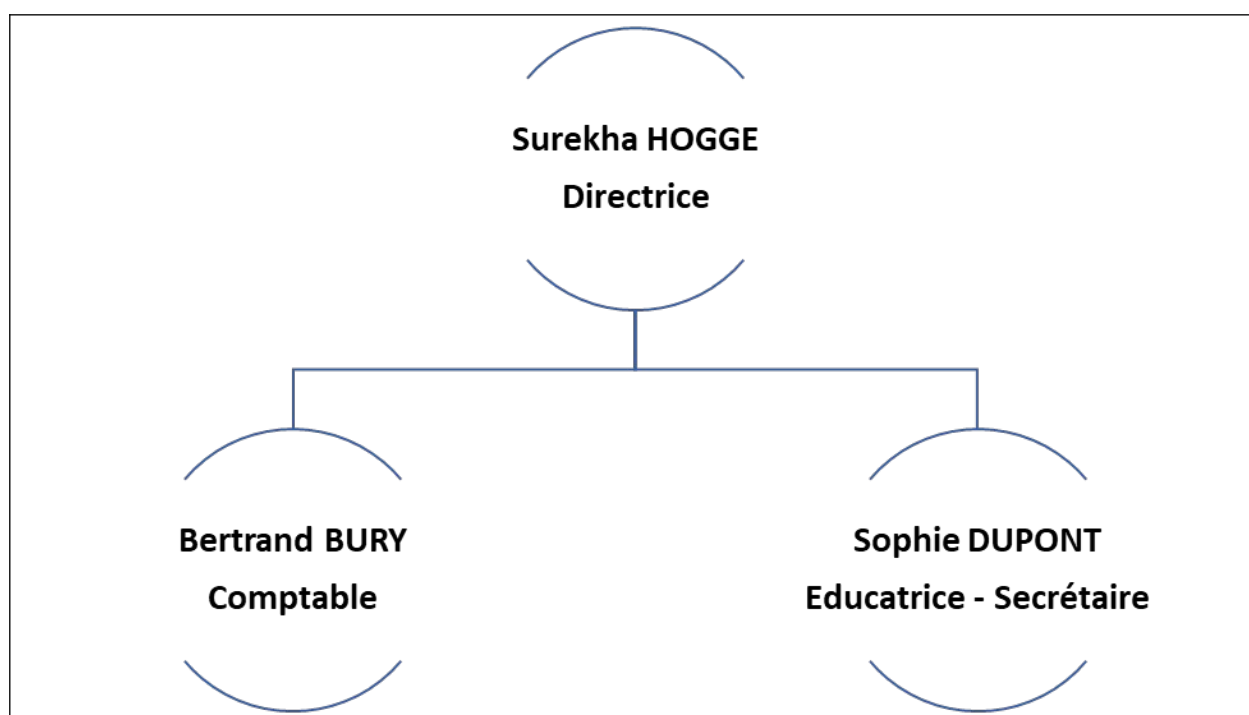 Surekha HOGGE
Directrice
Bertrand BURY
Comptable
Sophie DUPONT
Educatrice - Secrétaire